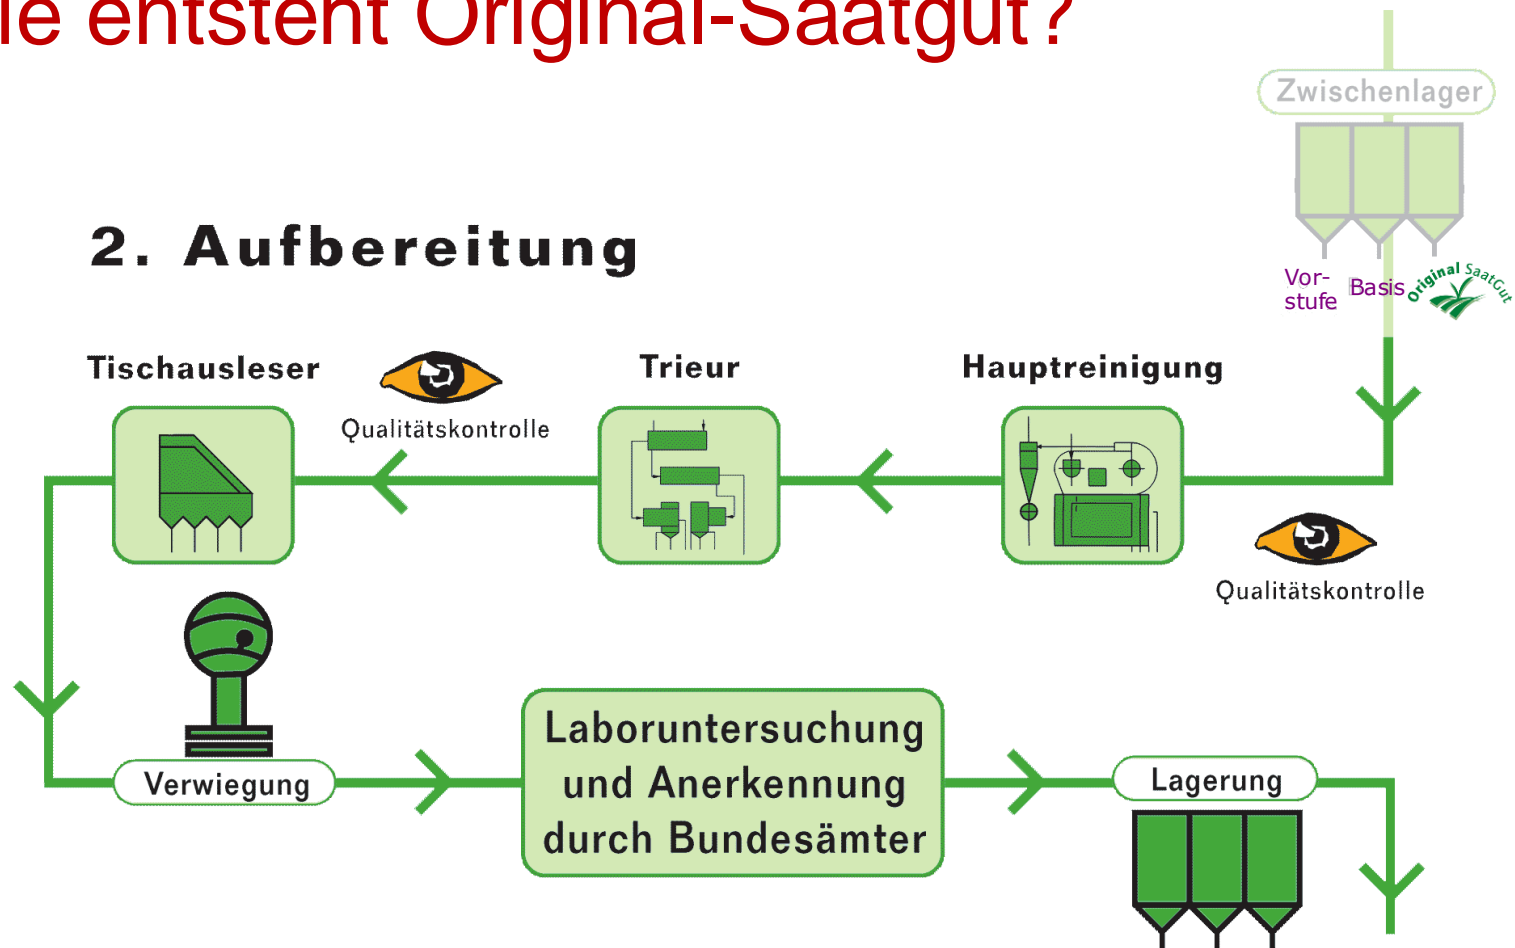 ie entsteht Original-Saatgut?
Zwischenlager
2. Aufbereitung
Vor-
stufe
Basis
Original SaatGut
Tischausleser
Qualitätskontrolle
Trieur
Hauptreinigung
Qualitätskontrolle
Verwiegung
Laboruntersuchung
und Anerkennung
durch Bundesämter
Lagerung